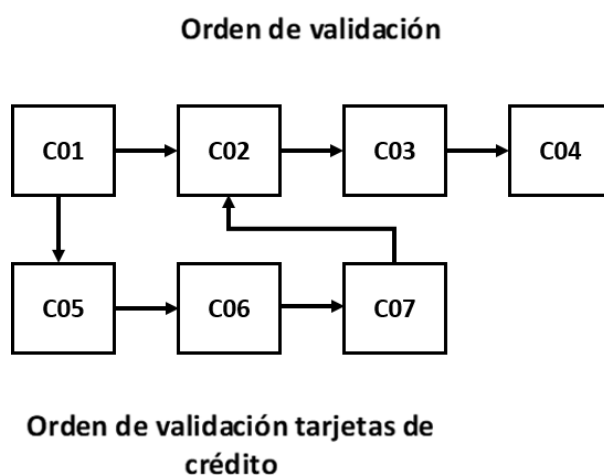 Orden de validación
C01 C02 C03 C04
C05 C06 C07
Orden de validación tarjetas de
crédito